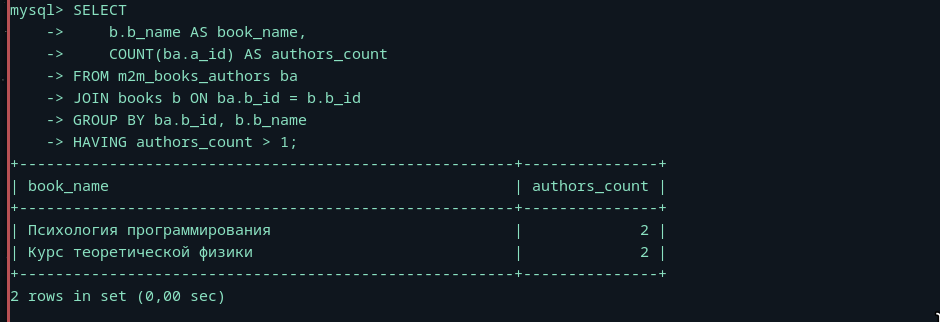 mysql> SELECT
    ->     b.b_name AS book_name,
    ->     COUNT(ba.a_id) AS authors_count
    -> FROM m2m_books_authors ba
    -> JOIN books b ON ba.b_id = b.b_id
    -> GROUP BY ba.b_id, b.b_name
    -> HAVING authors_count > 1;
+-------------------------------------------------------+---------------+
| book_name                                             | authors_count |
+-------------------------------------------------------+---------------+
| Психология программирования                           |             2 |
| Курс теоретической физики                             |             2 |
+-------------------------------------------------------+---------------+
2 rows in set (0,00 sec)